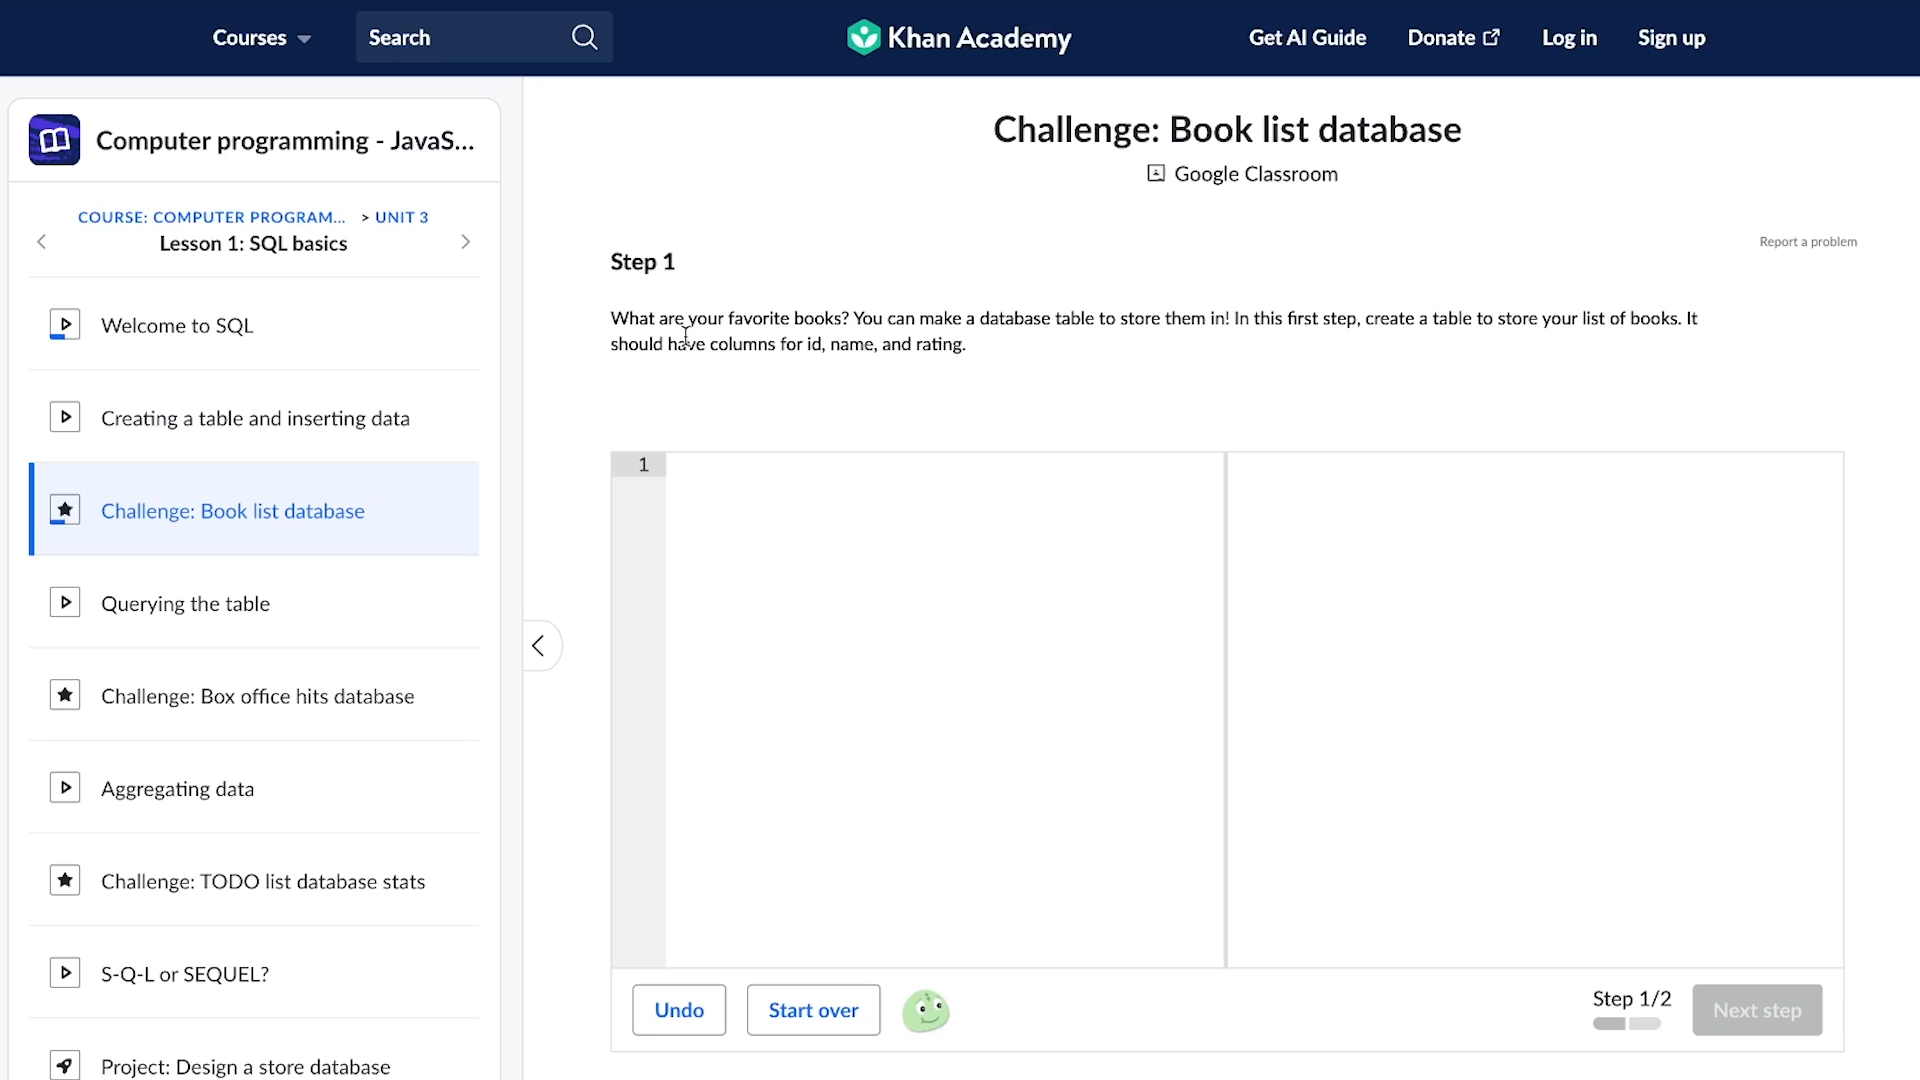 Courses
Search
Khan Academy
Get AI Guide
Donate
Log in
Sign up
Computer programming - JavaS...
COURSE: COMPUTER PROGRAM... > UNIT 3
Lesson 1: SQL basics
Welcome to SQL
Creating a table and inserting data
Challenge: Book list database
Querying the table
Challenge: Box office hits database
Aggregating data
Challenge: TODO list database stats
S-Q-L or SEQUEL?
Project: Design a store database
Challenge: Book list database
Google Classroom
Report a problem
Step 1
What are your favorite books? You can make a database table to store them in! In this first step, create a table to store your list of books. It
should have columns for id, name, and rating.
1
Undo
Start over
Step 1/2
Next step